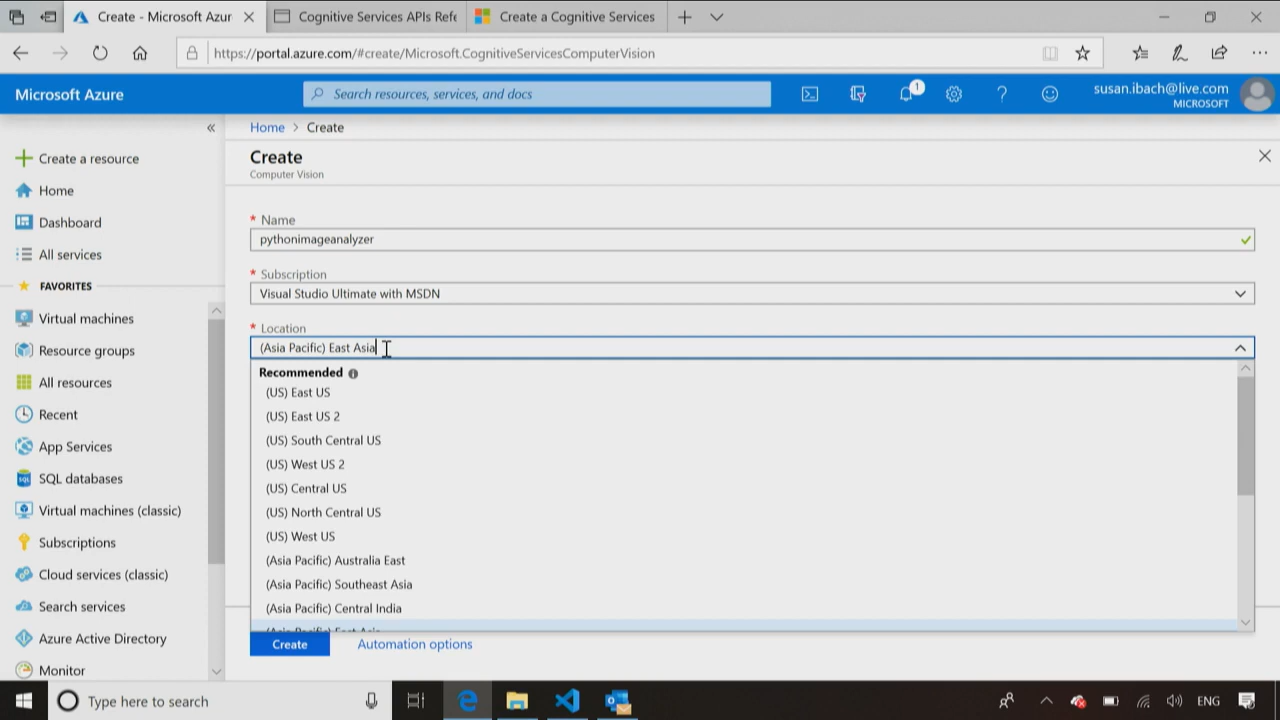 Create - Microsoft Azur
Cognitive Services APIs Refe
Create a Cognitive Services
https://portal.azure.com/#create/Microsoft.CognitiveServicesComputerVision
Microsoft Azure
Search resources, services, and docs
1
susan.ibach@live.com
MICROSOFT
Home > Create
Create a resource
Home
Dashboard
All services
FAVORITES
Virtual machines
Resource groups
All resources
Recent
App Services
SQL databases
Virtual machines (classic)
Subscriptions
Cloud services (classic)
Search services
Azure Active Directory
Monitor
Create
Computer Vision
* Name
pythonimageanalyzer
* Subscription
Visual Studio Ultimate with MSDN
* Location
(Asia Pacific) East Asia
Recommended
(US) East US
(US) East US 2
(US) South Central US
(US) West US 2
(US) Central US
(US) North Central US
(US) West US
(Asia Pacific) Australia East
(Asia Pacific) Southeast Asia
(Asia Pacific) Central India
(Asia Pacific) East Asia
Create
Automation options
Type here to search
ENG